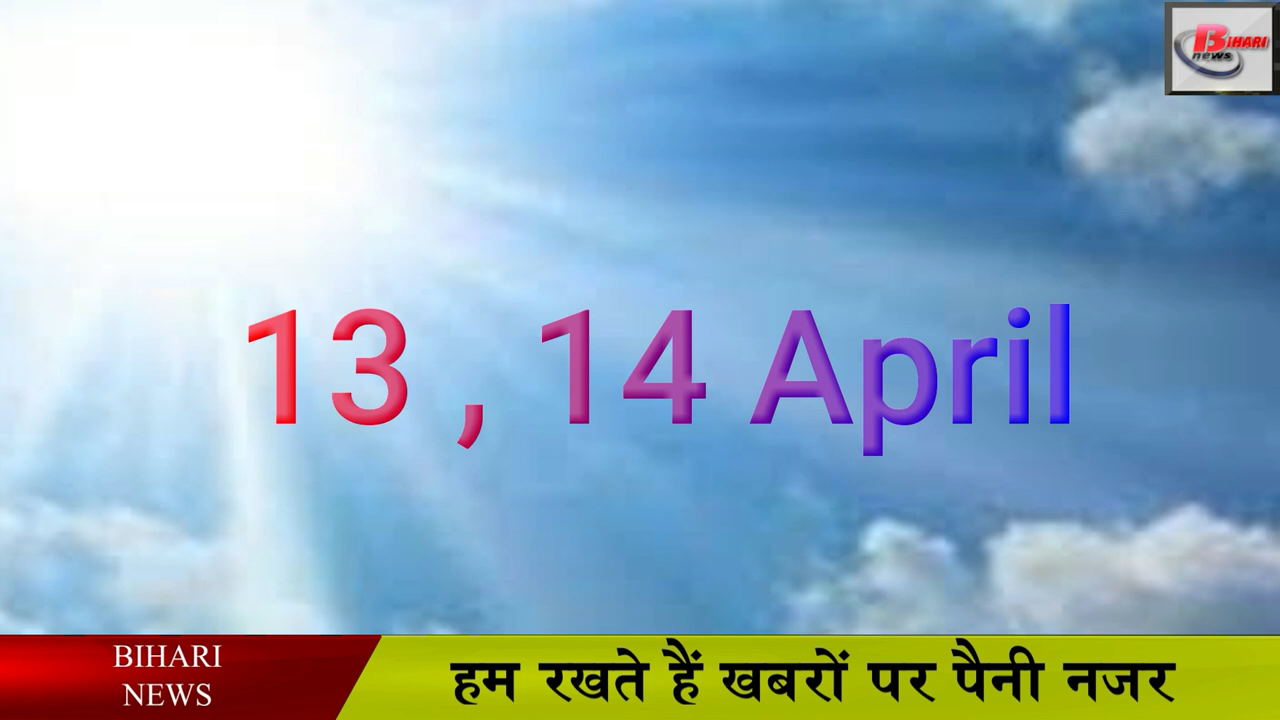 BIHARI
news
13 , 14 April
BIHARI
NEWS
हम रखते हैं खबरों पर पैनी नजर